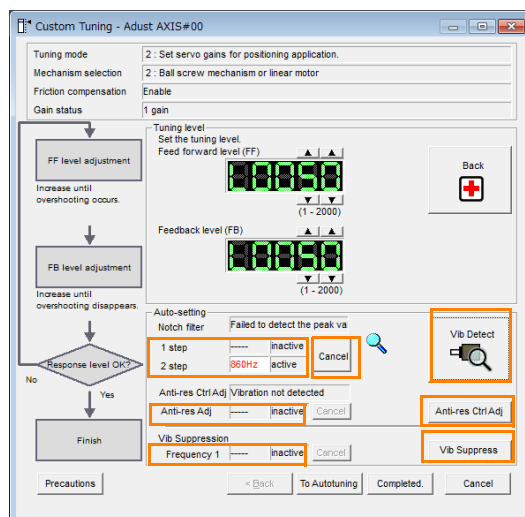 Custom Tuning - Adust AXIS#00
Tuning mode
2 : Set servo gains for positioning application.
Mechanism selection
2 : Ball screw mechanism or linear motor
Friction compensation
Enable
Gain status
1 gain
FF level adjustment
Increase until
overshooting occurs.
FB level adjustment
Increase until
overshooting disappears.
Response level OK?
No
Yes
Finish
Tuning level
Set the tuning level.
Feed forward level (FF)
L0050
(1 - 2000)
Feedback level (FB)
L0050
(1 - 2000)
Back
Auto-setting
Notch filter
Failed to detect the peak va
1 step
-----
inactive
2 step
860Hz
active
Cancel
Vib Detect
Anti-res Ctrl Adj
Vibration not detected
Anti-res Adj
-----
inactive
Cancel
Anti-res Ctrl Adj
Vib Suppression
Frequency 1
-----
inactive
Cancel
Vib Suppress
Precautions
< Back
To Autotuning
Completed.
Cancel